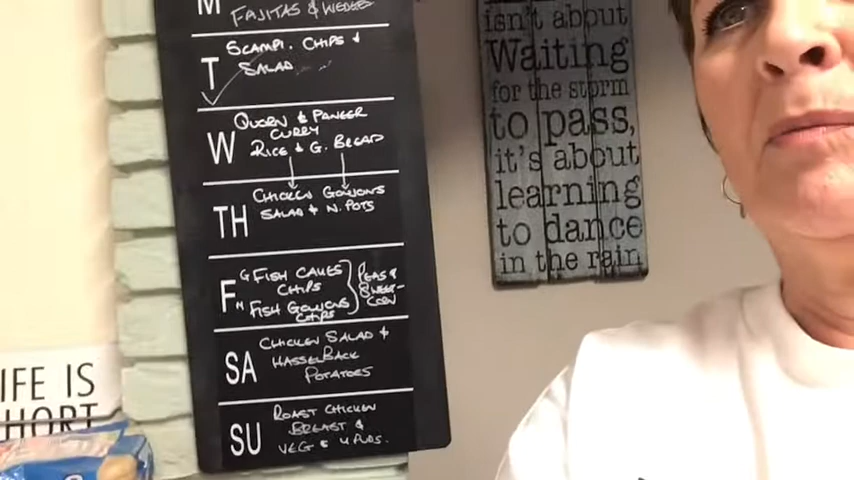 M
FAJITAS & WEDGES
T
SCAMPI. CHIPS &
SALAD
W
QUORN & PANEER
CURRY
RICE & G. BREAD
TH
CHICKEN GOUJONS
SALAD & N. POTS
F
G FISH CAKES
CHIPS
N FISH GOUJONS
CHIPS
PEAS &
SWEET-
CORN
SA
CHICKEN SALAD &
HASSELBACK
POTATOES
SU
ROAST CHICKEN
BREAST &
VEG & Y.PUDS.
isn't about
Waiting
for the storm
to pass,
it's about
learning
to dance
in the rain
IFE IS
HORT